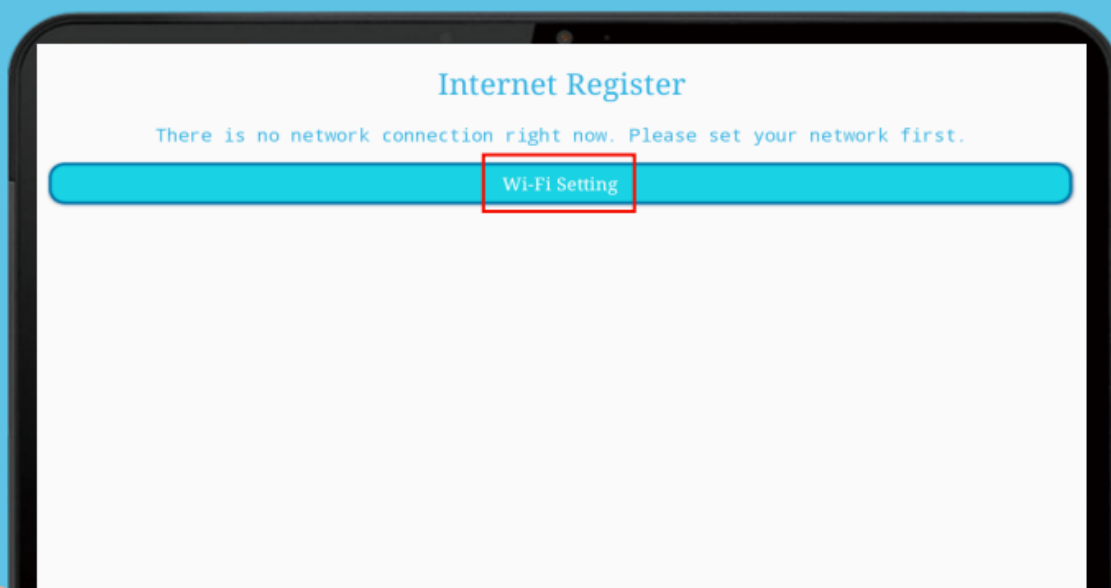 Internet Register
There is no network connection right now. Please set your network first.
Wi-Fi Setting